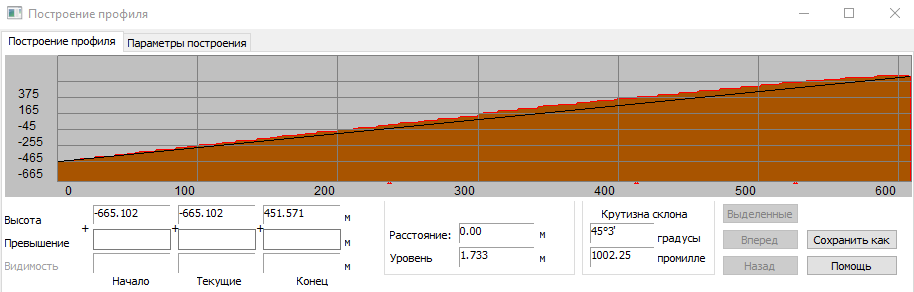 Построение профиля
Построение профиля Параметры построения
375
165
-45
-255
-465
-665
0 100 200 300 400 500 600
Высота -665.102 -665.102 451.571 м
+ + +
Превышение м
Видимость м
Начало Текущие Конец
Расстояние: 0.00 м
Уровень 1.733 м
Крутизна склона
45°3' градусы
1002.25 промилле
Выделенные
Вперед Сохранить как
Назад Помощь